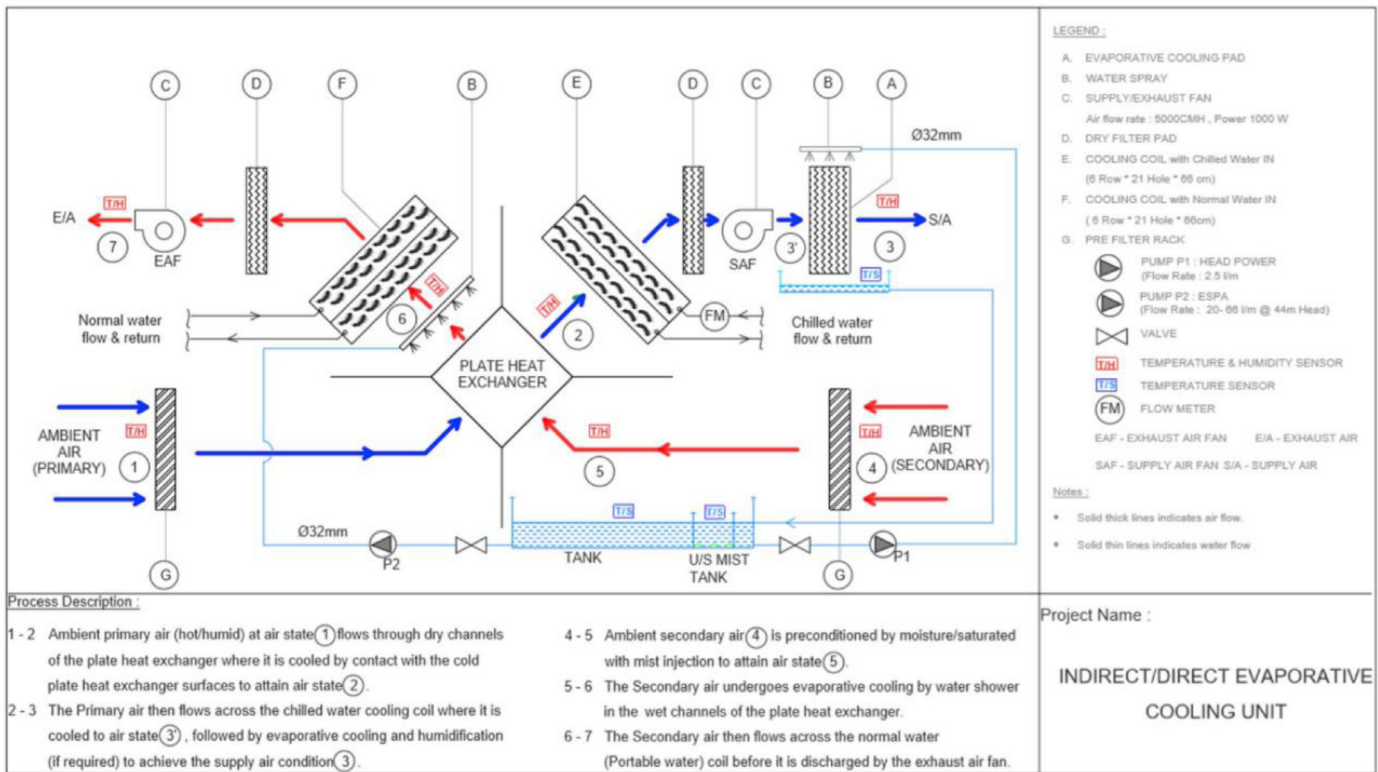 C
D
F
B
E
D
C
B
A
Ø32mm
T/H
E/A
7
EAF
T/H
6
T/H
2
SAF
3'
T/H
S/A
3
T/S
Normal water
flow & return
FM
Chilled water
flow & return
PLATE HEAT
EXCHANGER
AMBIENT
AIR
(PRIMARY)
T/H
1
T/H
5
T/H
4
AMBIENT
AIR
(SECONDARY)
Ø32mm
P2
T/S
T/S
TANK
U/S MIST
TANK
P1
G
G
LEGEND :
A. EVAPORATIVE COOLING PAD
B. WATER SPRAY
C. SUPPLY/EXHAUST FAN
Air flow rate : 5000CMH , Power 1000 W
D. DRY FILTER PAD
E. COOLING COIL with Chilled Water IN
(6 Row * 21 Hole * 66 cm)
F. COOLING COIL with Normal Water IN
( 6 Row * 21 Hole * 66cm)
G. PRE FILTER RACK
PUMP P1 : HEAD POWER
(Flow Rate : 2.5 l/m
PUMP P2 : ESPA
(Flow Rate : 20- 66 l/m @ 44m Head)
VALVE
T/H TEMPERATURE & HUMIDITY SENSOR
T/S TEMPERATURE SENSOR
FM FLOW METER
EAF - EXHAUST AIR FAN E/A - EXHAUST AIR
SAF - SUPPLY AIR FAN S/A - SUPPLY AIR
Notes :
• Solid thick lines indicates air flow.
• Solid thin lines indicates water flow
Process Description :
1 - 2 Ambient primary air (hot/humid) at air state 1 flows through dry channels
of the plate heat exchanger where it is cooled by contact with the cold
plate heat exchanger surfaces to attain air state 2 .
2 - 3 The Primary air then flows across the chilled water cooling coil where it is
cooled to air state 3' , followed by evaporative cooling and humidification
(if required) to achieve the supply air condition 3 .
4 - 5 Ambient secondary air 4 is preconditioned by moisture/saturated
with mist injection to attain air state 5 .
5 - 6 The Secondary air undergoes evaporative cooling by water shower
in the wet channels of the plate heat exchanger.
6 - 7 The Secondary air then flows across the normal water
(Portable water) coil before it is discharged by the exhaust air fan.
Project Name :
INDIRECT/DIRECT EVAPORATIVE
COOLING UNIT